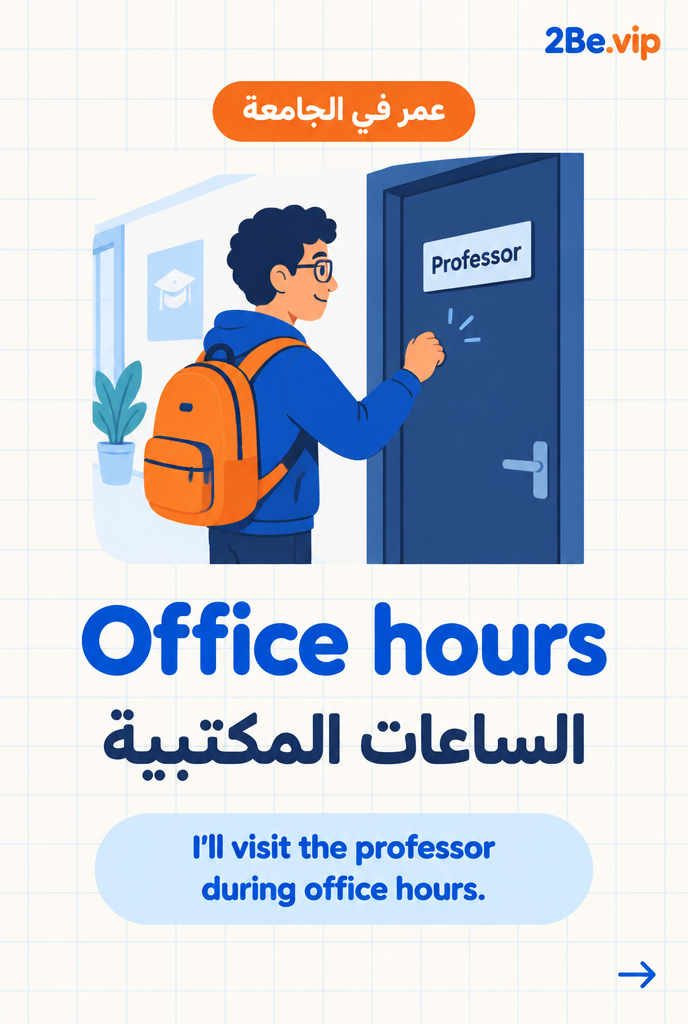 2Be.vip
عمر في الجامعة
Professor
Office hours
الساعات المكتبية
I'll visit the professor
during office hours.